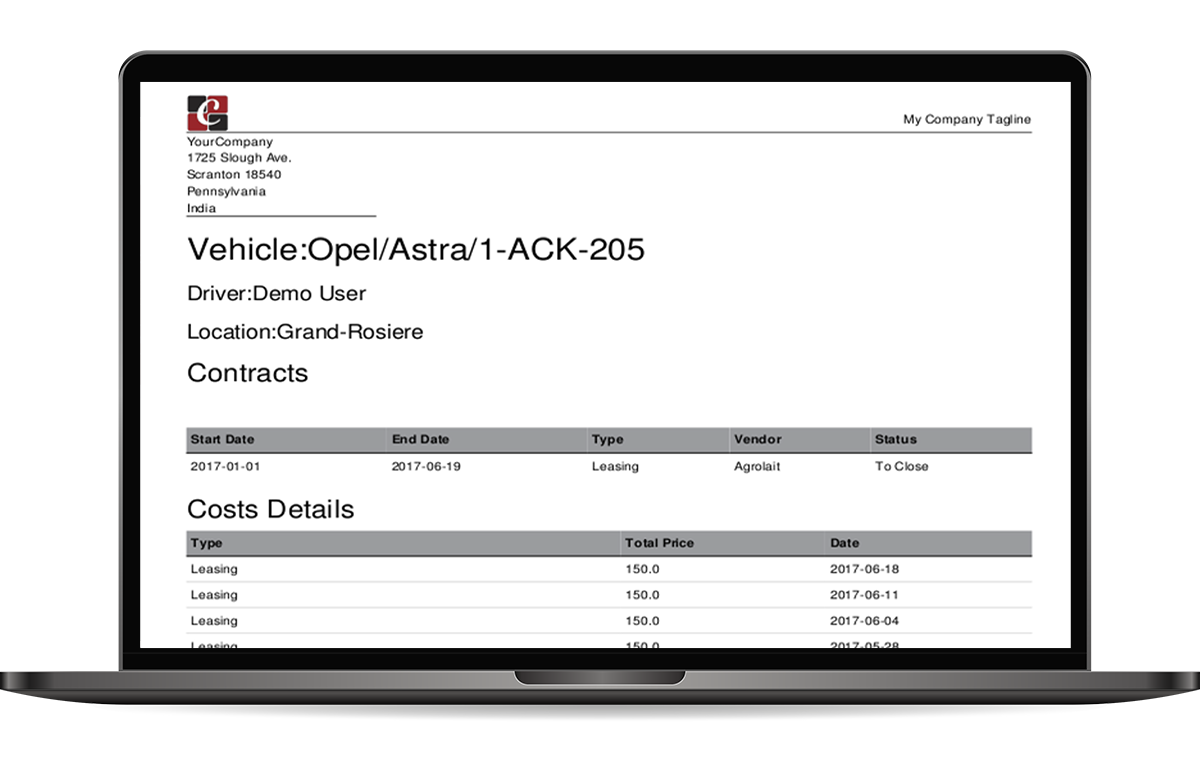 C
My Company Tagline
YourCompany
1725 Slough Ave.
Scranton 18540
Pennsylvania
India
Vehicle:Opel/Astra/1-ACK-205
Driver:Demo User
Location:Grand-Rosiere
Contracts
Start Date End Date Type Vendor Status
2017-01-01 2017-06-19 Leasing Agrolait To Close
Costs Details
Type Total Price Date
Leasing 150.0 2017-06-18
Leasing 150.0 2017-06-11
Leasing 150.0 2017-06-04
Leasing 150.0 2017-05-28